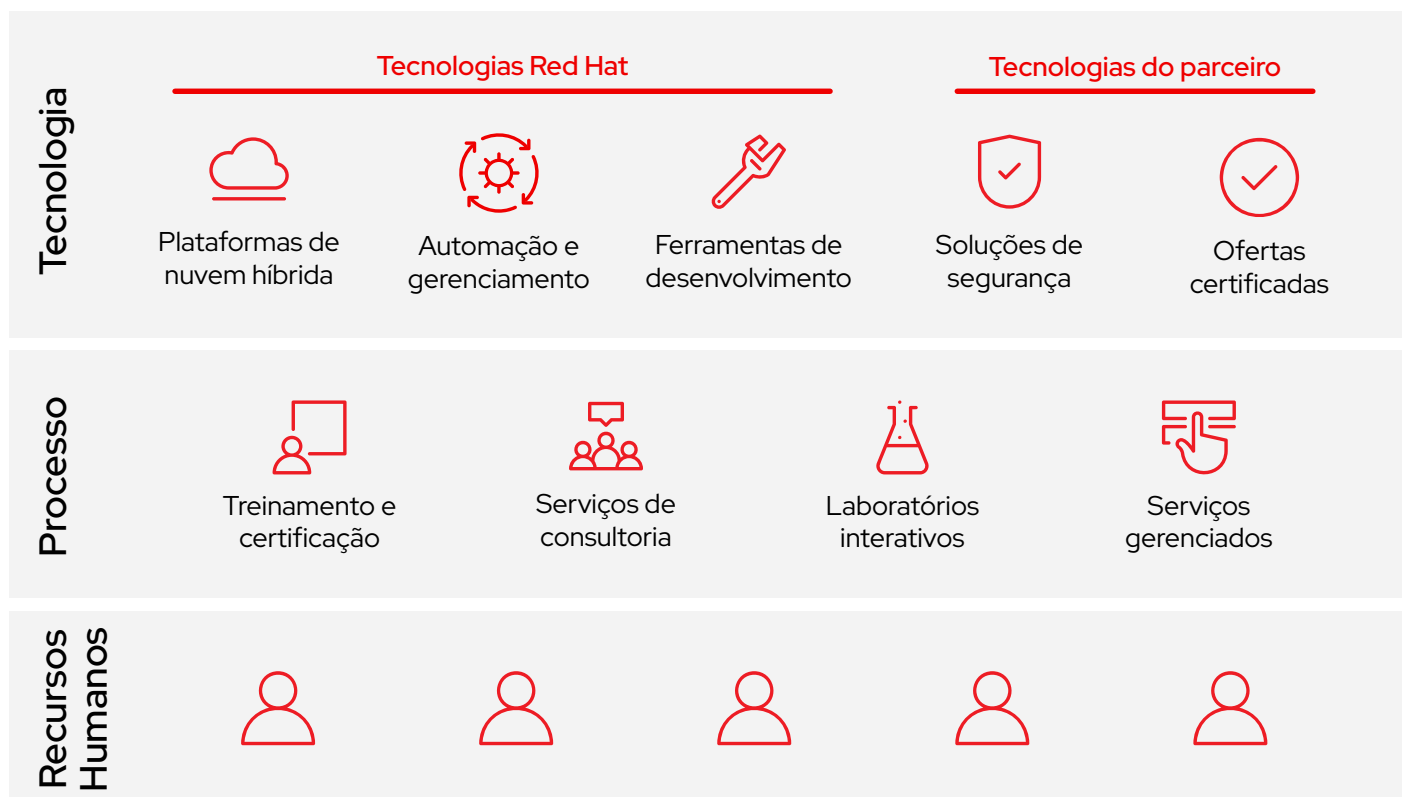 Tecnologia
Tecnologias Red Hat
Tecnologias do parceiro
Plataformas de
nuvem híbrida
Automação e
gerenciamento
Ferramentas de
desenvolvimento
Soluções de
segurança
Ofertas
certificadas
Processo
Treinamento e
certificação
Serviços de
consultoria
Laboratórios
interativos
Serviços
gerenciados
Recursos
Humanos